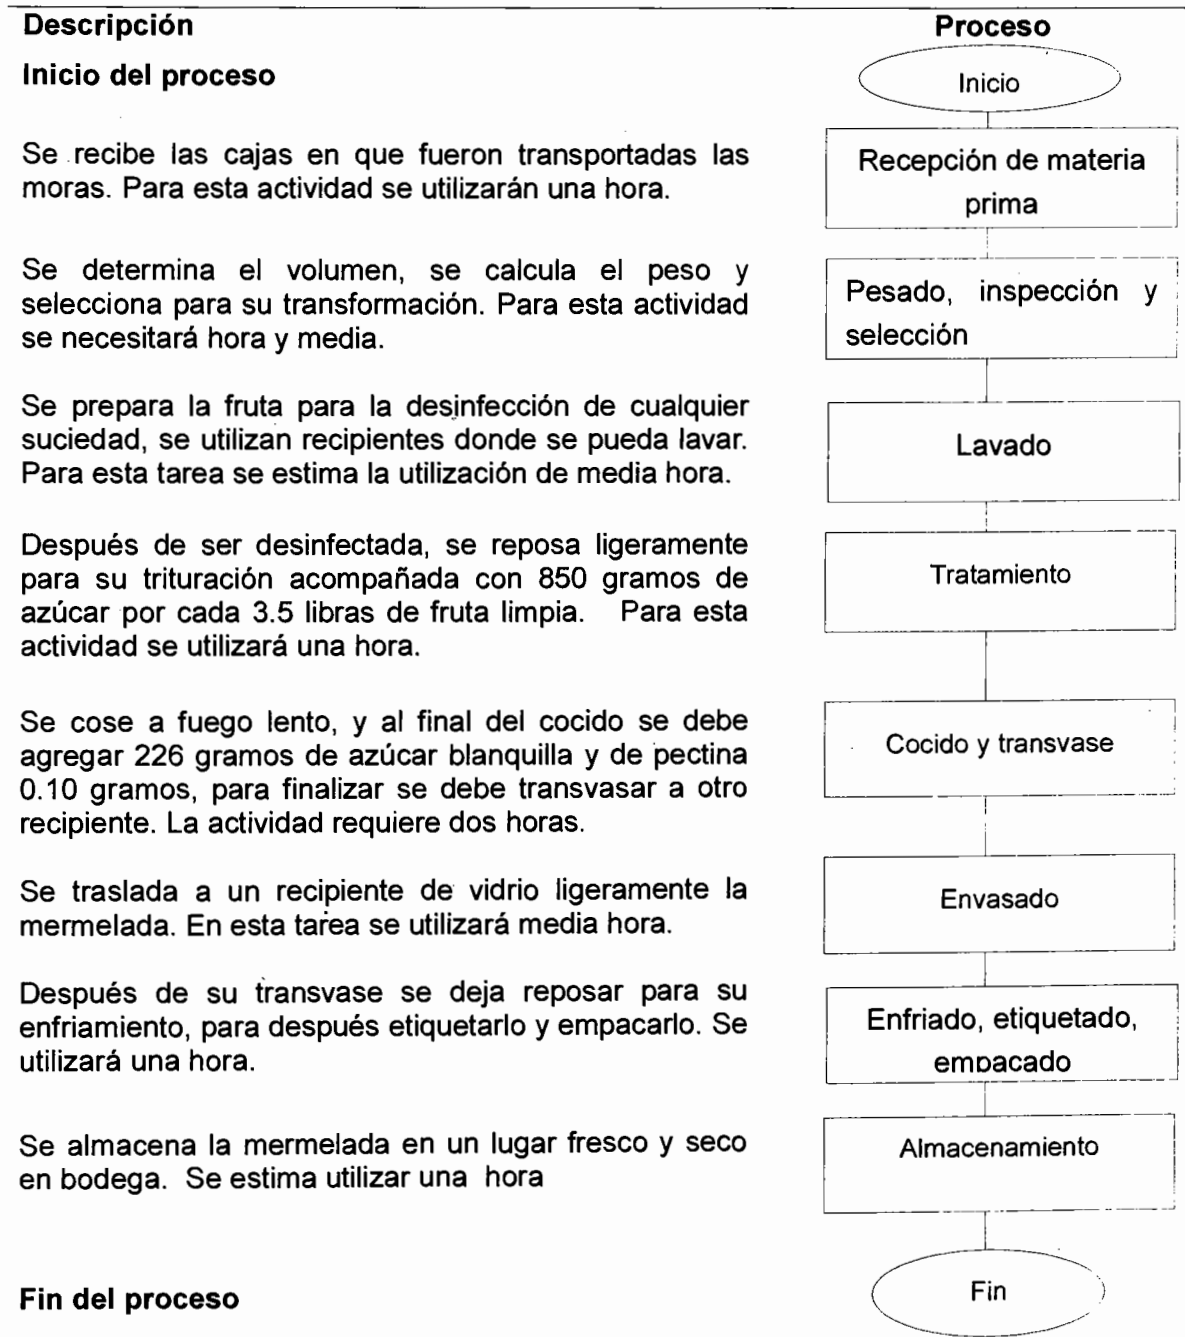 Descripción
Proceso
Inicio del proceso
Inicio
Se recibe las cajas en que fueron transportadas las
moras. Para esta actividad se utilizarán una hora.
Recepción de materia
prima
Se determina el volumen, se calcula el peso y
selecciona para su transformación. Para esta actividad
se necesitará hora y media.
Pesado, inspección y
selección
Se prepara la fruta para la desinfección de cualquier
suciedad, se utilizan recipientes donde se pueda lavar.
Para esta tarea se estima la utilización de media hora.
Lavado
Después de ser desinfectada, se reposa ligeramente
para su trituración acompañada con 850 gramos de
azúcar por cada 3.5 libras de fruta limpia. Para esta
actividad se utilizará una hora.
Tratamiento
Se cose a fuego lento, y al final del cocido se debe
agregar 226 gramos de azúcar blanquilla y de pectina
0.10 gramos, para finalizar se debe transvasar a otro
recipiente. La actividad requiere dos horas.
Cocido y transvase
Se traslada a un recipiente de vidrio ligeramente la
mermelada. En esta tarea se utilizará media hora.
Envasado
Después de su transvase se deja reposar para su
enfriamiento, para después etiquetarlo y empacarlo. Se
utilizará una hora.
Enfriado, etiquetado,
empacado
Se almacena la mermelada en un lugar fresco y seco
en bodega. Se estima utilizar una hora
Almacenamiento
Fin del proceso
Fin